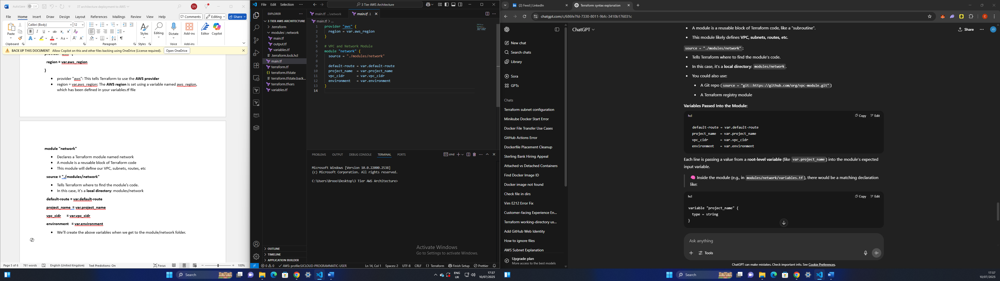 AutoSave Off 3T architecture deployment to AWS SN
File Home Insert Draw Design Layout References Mailings Review View Help Comments Editing Share
Calibri (Body) 12
Paste Styles Editing Dictate Add-ins Editor Copilot
Clipboard Font Paragraph Styles Voice Add-ins
BACK UP THIS DOCUMENT Allow Copilot on this and other files backing using OneDrive (License required). Open OneDrive
provider "aws" {
region = var.aws_region
}
provider "aws": This tells Terraform to use the AWS provider
region = var.aws_region: The AWS region is set using a variable named aws_region,
which has been defined in your variables.tf file
module "network"
Declares a Terraform module named network
A module is a reusable block of Terraform code
This module will define our VPC, subnets, routes, etc
source = "./modules/network"
Tells Terraform where to find the module's code.
In this case, it's a local directory: modules/network
default-route = var.default-route
project_name = var.project_name
vpc_cidr = var.vpc_cidr
environment = var.environment
We'll create the above variables when we get to the module/network folder.
Page 5 of 6 761 words English (United Kingdom) Text Predictions: On Focus 100%
File Edit Selection 3 Tier AWS Architecture
EXPLORER
3 TIER AWS ARCHITECTURE
.terraform
modules\network
main.tf
output.tf
variables.tf
.terraform.lock.hcl
main.tf
terraform.tf
terraform.tfstate
terraform.tfstate.back...
terraform.tfvars
variables.tf
OUTLINE
TIMELINE
APPLICATION BUILDER
main.tf ...\network main.tf .\
main.tf > ...
1 provider "aws" {
2 region = var.aws_region
3 }
4
5 # VPC and Network Module
6 module "network" {
7 source = "./modules/network"
8
9 default-route = var.default-route
10 project_name = var.project_name
11 vpc_cidr = var.vpc_cidr
12 environment = var.environment
13 }
14
PROBLEMS OUTPUT DEBUG CONSOLE TERMINAL PORTS cmd
Microsoft Windows [Version 10.0.22000.2538]
(c) Microsoft Corporation. All rights reserved.
C:\Users\Brooo\Desktop\3 Tier AWS Architecture>
Activate Windows
Go to Settings to activate Windows.
0 0 AWS: profile:SJCLOUD-PROGRAMMATIC-USER Ln 14, Col 1 Spaces: 2 UTF-8 CRLF {} Terraform Finish Setup Prettier
Search
ENG
UK
17:57
10/07/2025
(2) Feed | LinkedIn Terraform syntax explanation
chatgpt.com/c/686fe7fd-7330-8011-9bfc-3410b176031c
C
ChatGPT Share JO
New chat
Search chats
Library
Sora
GPTs
Chats
Terraform subnet configuration
Minikube Docker Start Error
Docker File Transfer Use Cases
GitHub Actions Error
Dockerfile Placement Cleanup
Sterling Bank Hiring Appeal
Attached vs Detached Containers
Find Docker Image ID
Docker image not found
Check file in dirs
Vim E212 Error Fix
Customer-facing Experience En...
Terraform working-directory us...
Add GitHub Web Identity
How to ignore files
AWS Subnet Explanation
Upgrade plan
More access to the best models
A module is a reusable block of Terraform code, like a "subroutine".
This module likely defines VPC, subnets, routes, etc.
source = "./modules/network":
Tells Terraform where to find the module's code.
In this case, it's a local directory: modules/network.
You could also use:
A Git repo (source = "git::https://github.com/org/vpc-module.git")
A Terraform registry module
Variables Passed Into the Module:
hcl Copy Edit
default-route = var.default-route
project_name = var.project_name
vpc_cidr = var.vpc_cidr
environment = var.environment
Each line is passing a value from a root-level variable (like var.project_name) into the module's expected
input variable.
🧠 Inside the module (e.g., in modules/network/variables.tf), there would be a matching declaration
like:
hcl Copy Edit
variable "project_name" {
type = string
}
Ask anything
Tools
ChatGPT can make mistakes. Check important info. See Cookie Preferences.
Search
17:57
10/07/2025